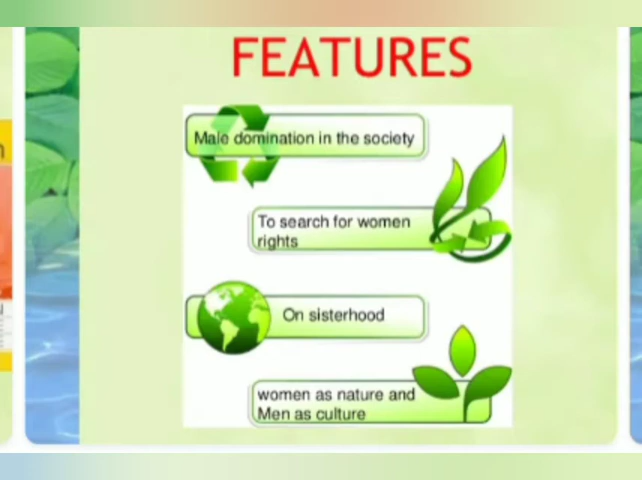 FEATURES
Male domination in the society
To search for women
rights
On sisterhood
women as nature and
Men as culture